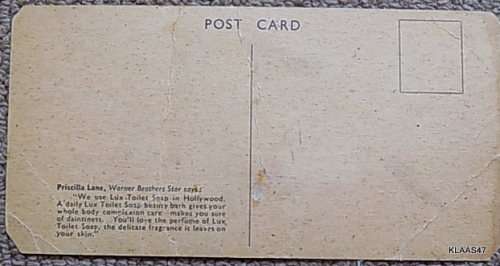 POST CARD
Priscilla Lane, Warner Brothers Star says:
"We use Lux Toilet Soap in Hollywood.
A daily Lux Toilet Soap beauty bath gives your
whole body complexion care—makes you sure
of daintiness. You'll love the perfume of Lux
Toilet Soap, the delicate fragrance it leaves on
your skin."
KLAAS47